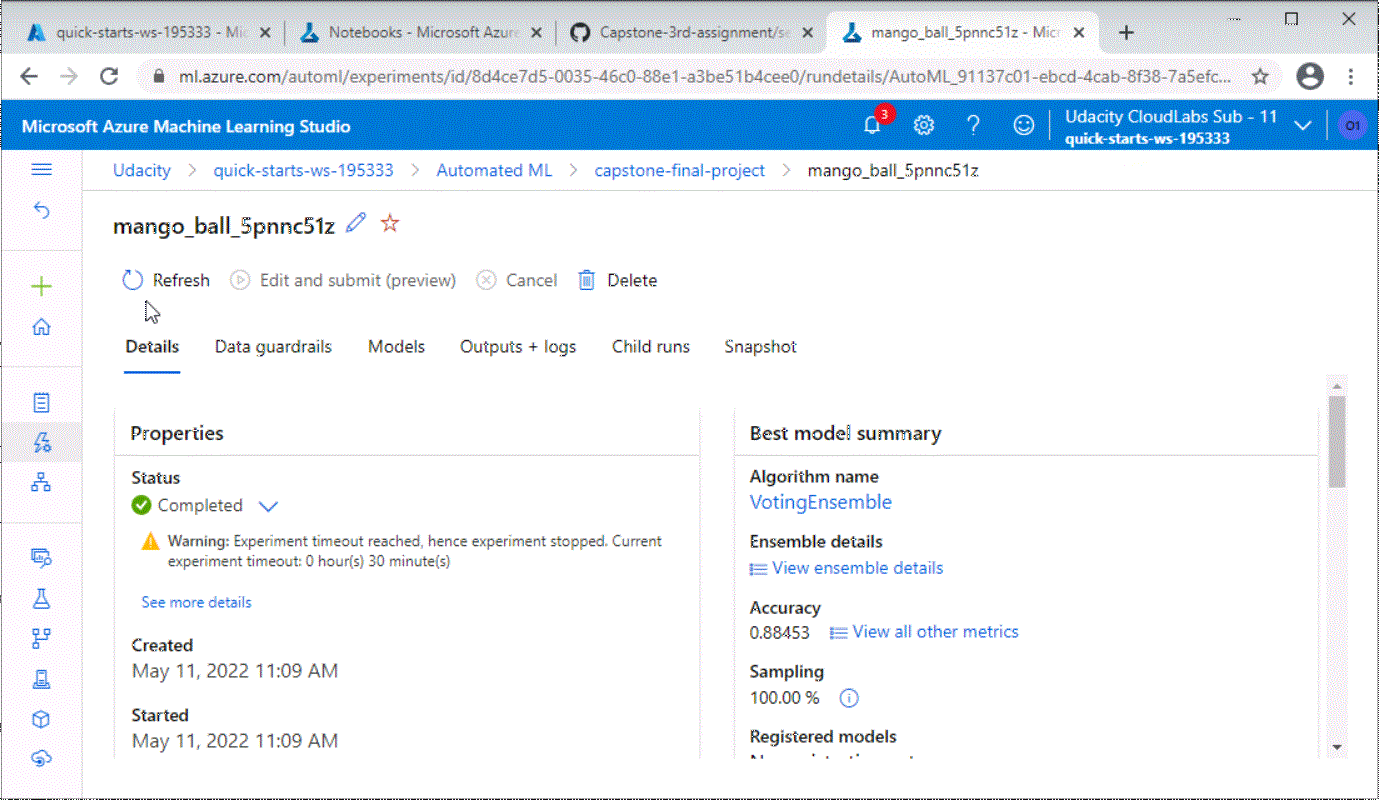 quick-starts-ws-195333 - Mic
Notebooks - Microsoft Azure
Capstone-3rd-assignment/se
mango_ball_5pnnc51z - Micr
ml.azure.com/automl/experiments/id/8d4ce7d5-0035-46c0-88e1-a3be51b4cee0/rundetails/AutoML_91137c01-ebcd-4cab-8f38-7a5efc...
Microsoft Azure Machine Learning Studio
3
Udacity CloudLabs Sub - 11
quick-starts-ws-195333
O1
Udacity > quick-starts-ws-195333 > Automated ML > capstone-final-project > mango_ball_5pnnc51z
mango_ball_5pnnc51z
Refresh Edit and submit (preview) Cancel Delete
Details Data guardrails Models Outputs + logs Child runs Snapshot
Properties
Status
Completed
Warning: Experiment timeout reached, hence experiment stopped. Current
experiment timeout: 0 hour(s) 30 minute(s)
See more details
Created
May 11, 2022 11:09 AM
Started
May 11, 2022 11:09 AM
Best model summary
Algorithm name
VotingEnsemble
Ensemble details
View ensemble details
Accuracy
0.88453 View all other metrics
Sampling
100.00 %
Registered models